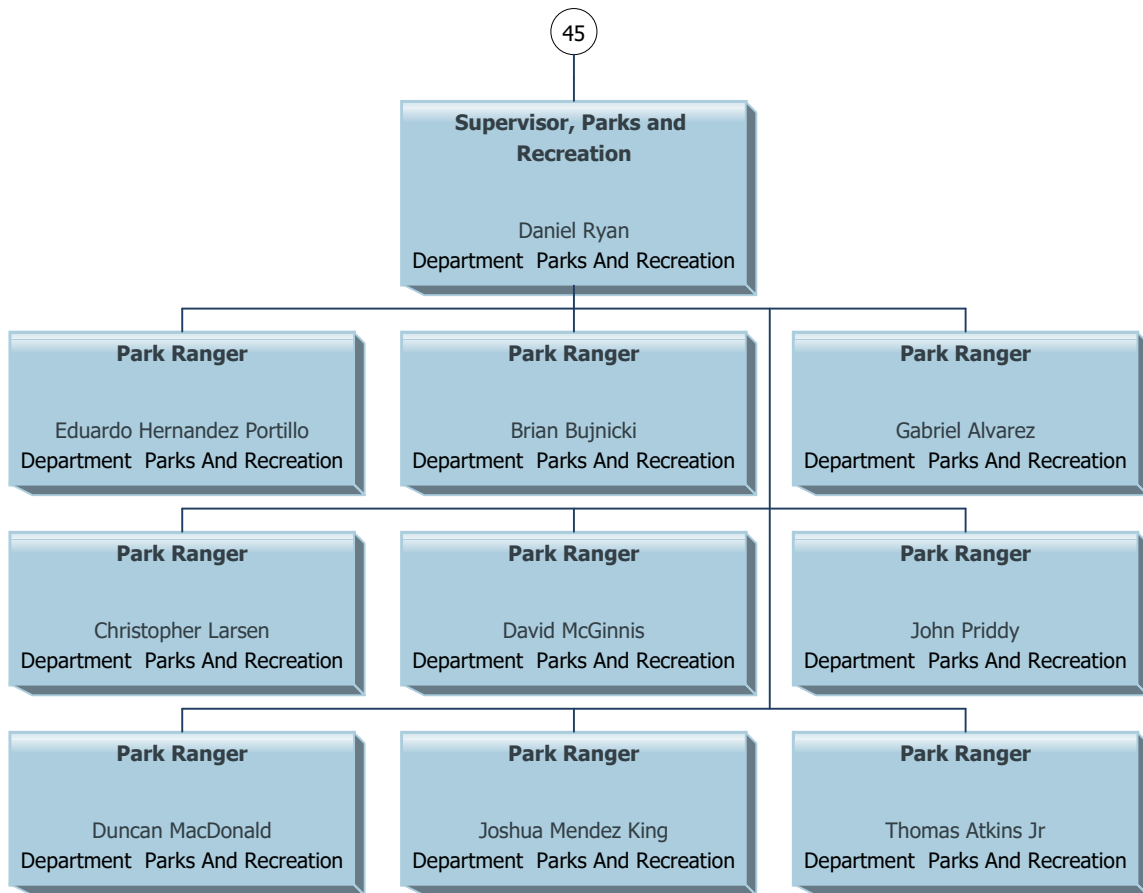 45
Supervisor, Parks and
Recreation
Daniel Ryan
Department  Parks And Recreation
Park Ranger
Eduardo Hernandez Portillo
Department  Parks And Recreation
Park Ranger
Brian Bujnicki
Department  Parks And Recreation
Park Ranger
Gabriel Alvarez
Department  Parks And Recreation
Park Ranger
Christopher Larsen
Department  Parks And Recreation
Park Ranger
David McGinnis
Department  Parks And Recreation
Park Ranger
John Priddy
Department  Parks And Recreation
Park Ranger
Duncan MacDonald
Department  Parks And Recreation
Park Ranger
Joshua Mendez King
Department  Parks And Recreation
Park Ranger
Thomas Atkins Jr
Department  Parks And Recreation